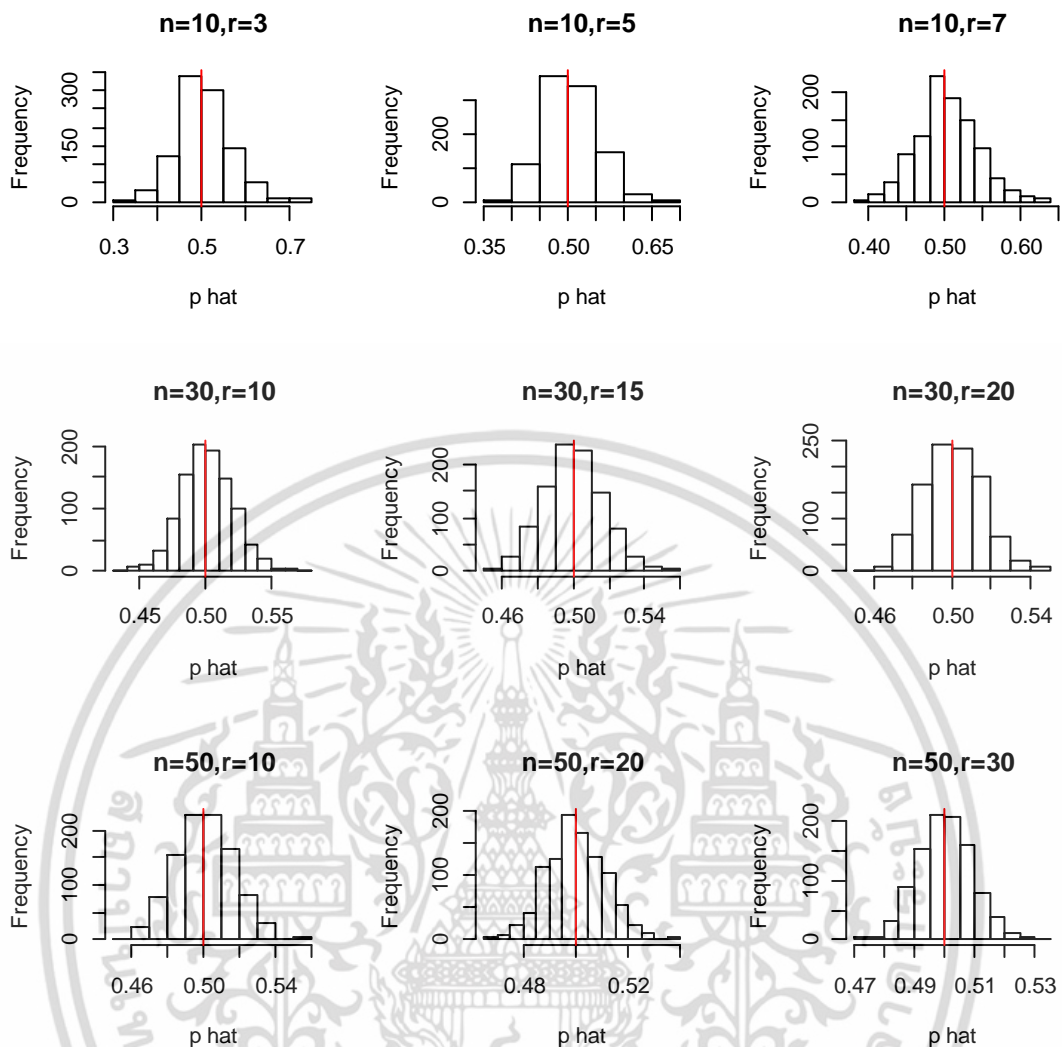 n=10,r=3
Frequency
0 150 300
0.3 0.5 0.7
p hat
n=10,r=5
Frequency
0 200
0.35 0.50 0.65
p hat
n=10,r=7
Frequency
0 100 200
0.40 0.50 0.60
p hat
n=30,r=10
Frequency
0 100 200
0.45 0.50 0.55
p hat
n=30,r=15
Frequency
0 100 200
0.46 0.50 0.54
p hat
n=30,r=20
Frequency
0 100 250
0.46 0.50 0.54
p hat
n=50,r=10
Frequency
0 100 200
0.46 0.50 0.54
p hat
n=50,r=20
Frequency
0 100 200
0.48 0.52
p hat
n=50,r=30
Frequency
0 100 200
0.47 0.49 0.51 0.53
p hat